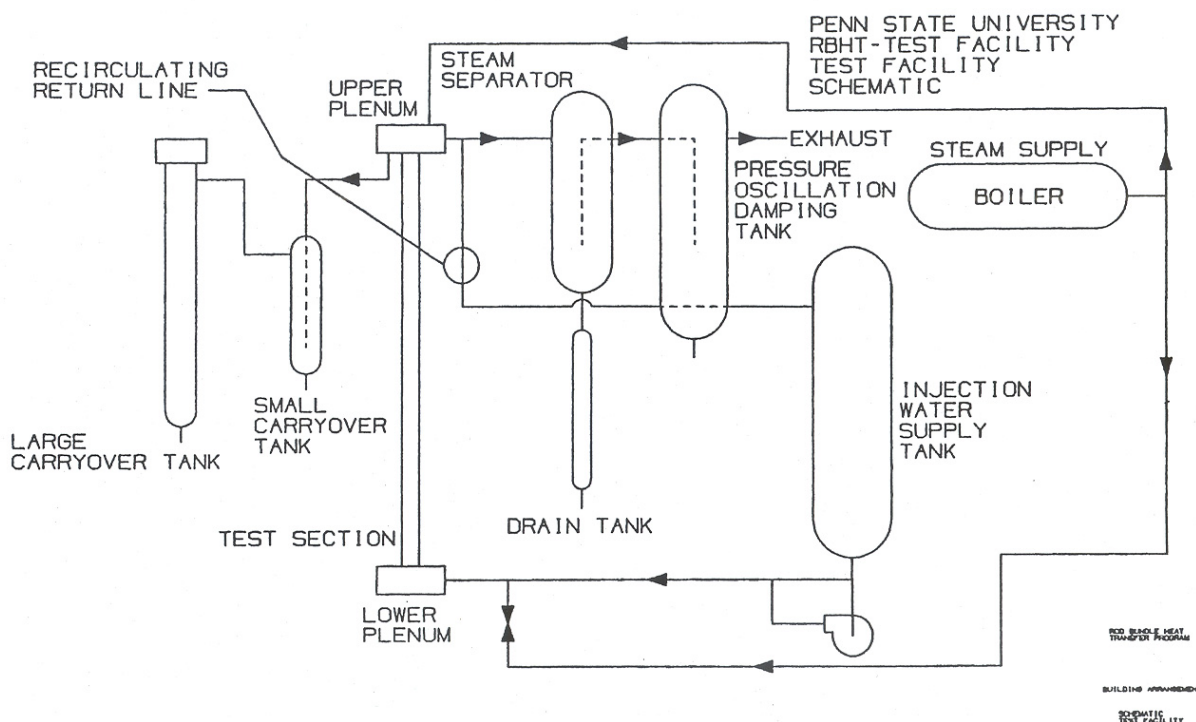 PENN STATE UNIVERSITY
RBHT-TEST FACILITY
TEST FACILITY
SCHEMATIC
RECIRCULATING
RETURN LINE
UPPER
PLENUM
STEAM
SEPARATOR
EXHAUST
PRESSURE
OSCILLATION
DAMPING
TANK
STEAM SUPPLY
BOILER
LARGE
CARRYOVER TANK
SMALL
CARRYOVER
TANK
INJECTION
WATER
SUPPLY
TANK
DRAIN TANK
TEST SECTION
LOWER
PLENUM
ROD BUNDLE HEAT
TRANSFER PROGRAM
BUILDING ARRANGEMEN
SCHEMATIC
TEST FACILITY